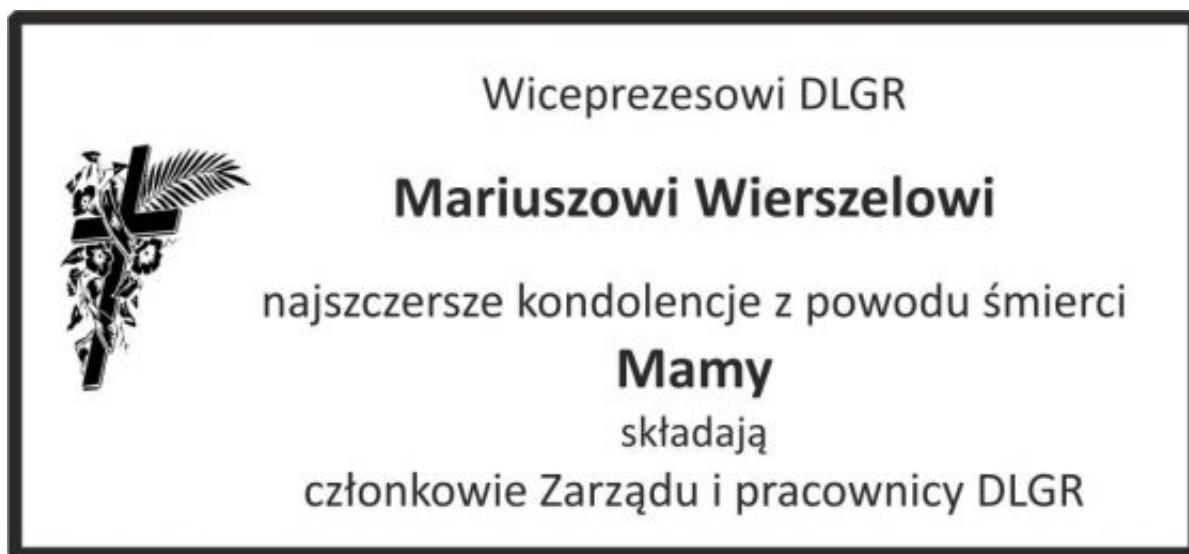 Wiceprezesowi DLGR
Mariuszowi Wierszelowi
najszczersze kondolencje z powodu śmierci
Mamy
składają
członkowie Zarządu i pracownicy DLGR